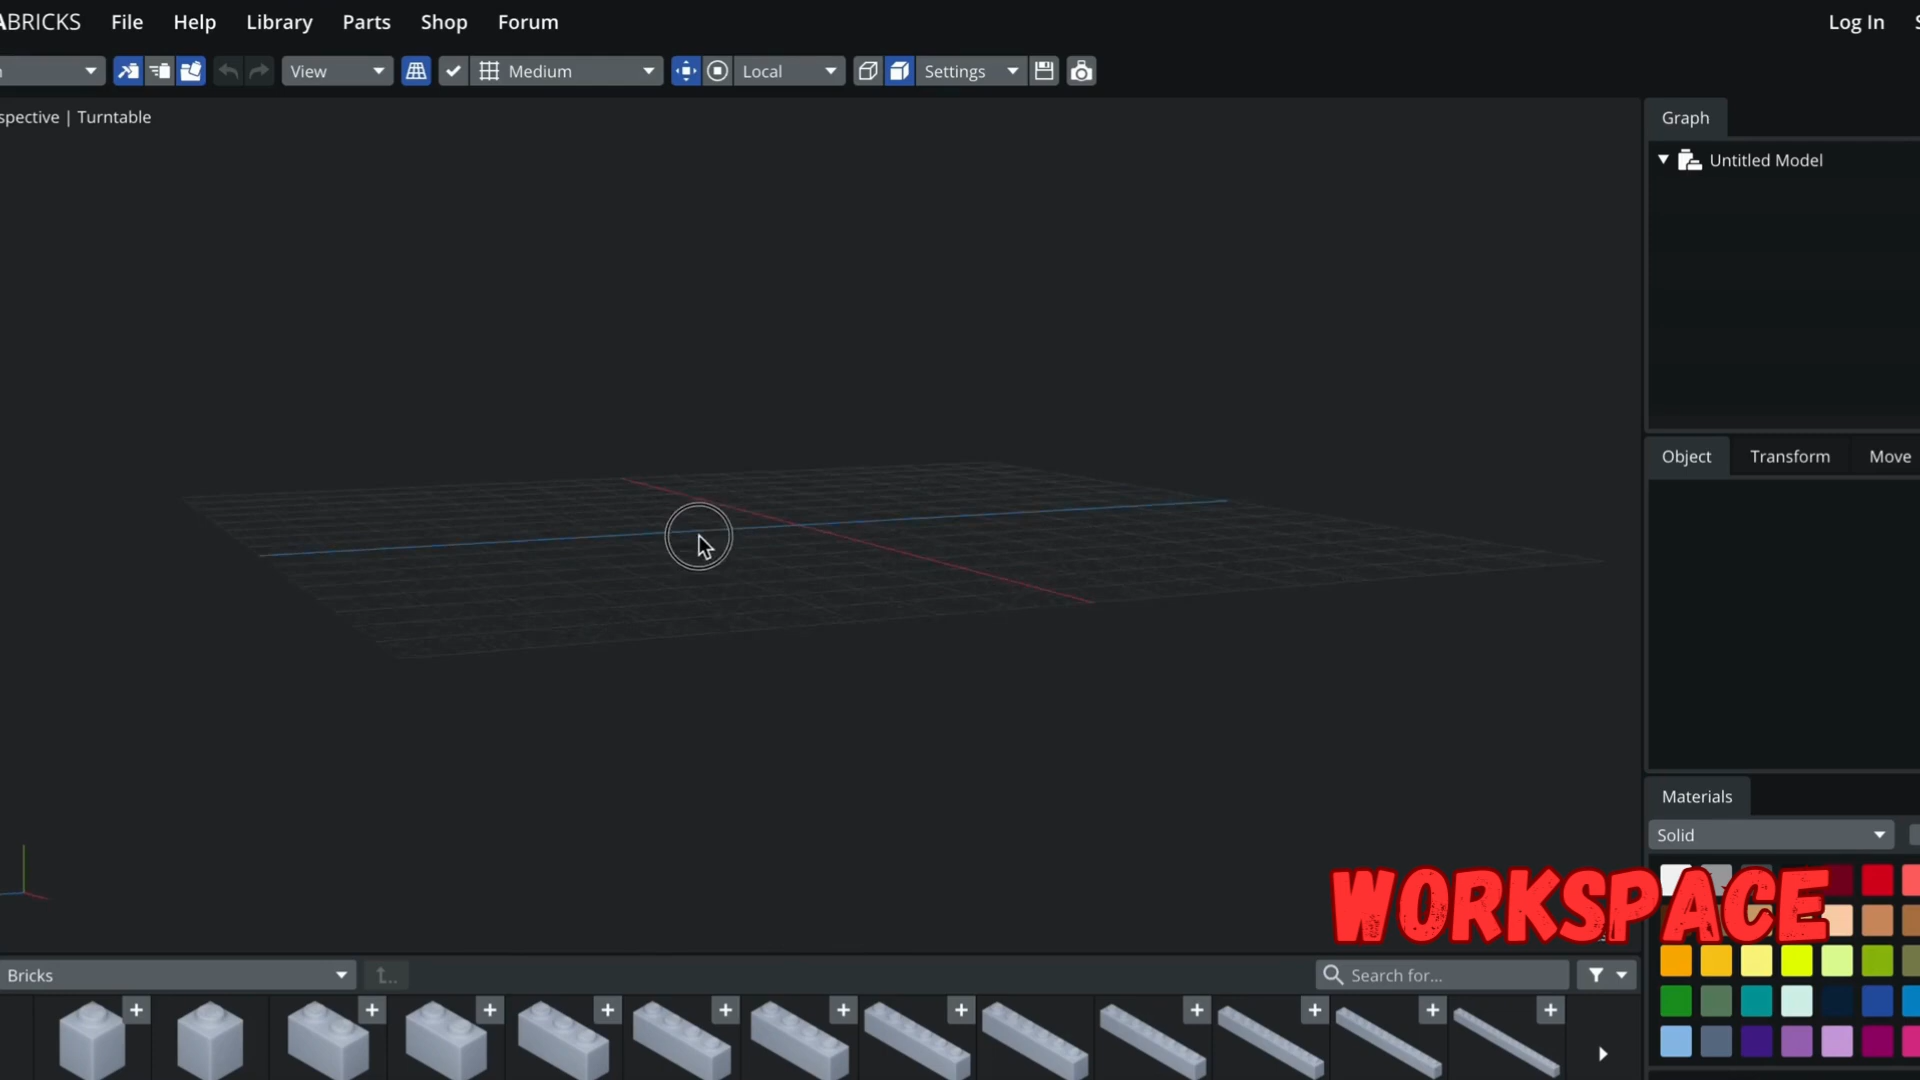 ABRICKS File Help Library Parts Shop Forum Log In
View Medium Local Settings
spective | Turntable
Graph
Untitled Model
Object Transform Move
Materials
Solid
WORKSPACE
Bricks Search for...